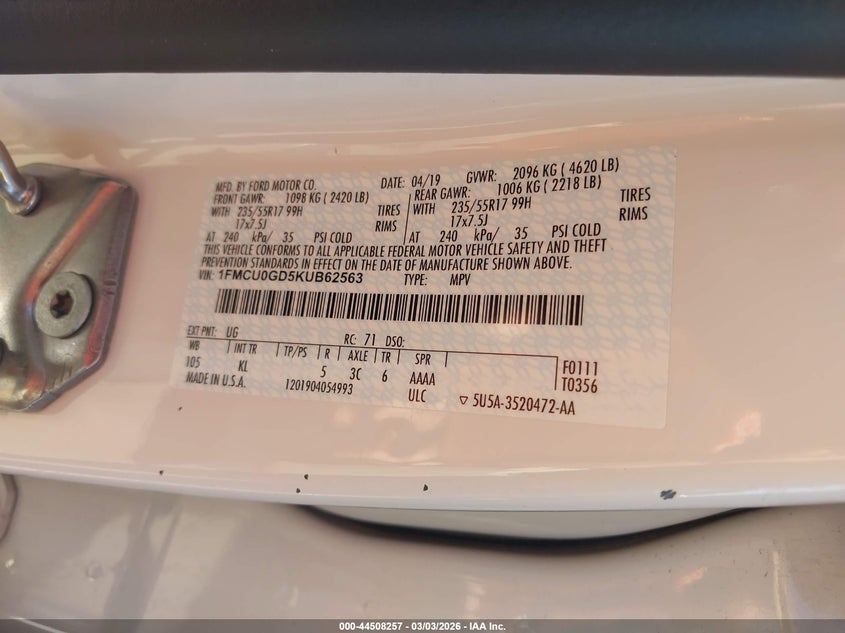 MFD. BY FORD MOTOR CO. DATE: 04/19 GVWR: 2096 KG ( 4620 LB)
FRONT GAWR: 1098 KG ( 2420 LB) REAR GAWR: 1006 KG ( 2218 LB)
WITH 235/55R17 99H TIRES WITH 235/55R17 99H TIRES
17x7.5J RIMS 17x7.5J RIMS
AT 240 kPa/ 35 PSI COLD AT 240 kPa/ 35 PSI COLD
THIS VEHICLE CONFORMS TO ALL APPLICABLE FEDERAL MOTOR VEHICLE SAFETY AND THEFT
PREVENTION STANDARDS IN EFFECT ON THE DATE OF MANUFACTURE SHOWN ABOVE.
VIN: 1FMCU0GD5KUB62563 TYPE: MPV
EXT PNT: UG RC: 71 DSO:
WB INT TR TP/PS R AXLE TR SPR
105 KL 5 3C 6 AAAA F0111
MADE IN U.S.A. 1201904054993 ULC T0356
▽ 5U5A-3520472-AA
000-44508257 - 03/03/2026 - IAA Inc.